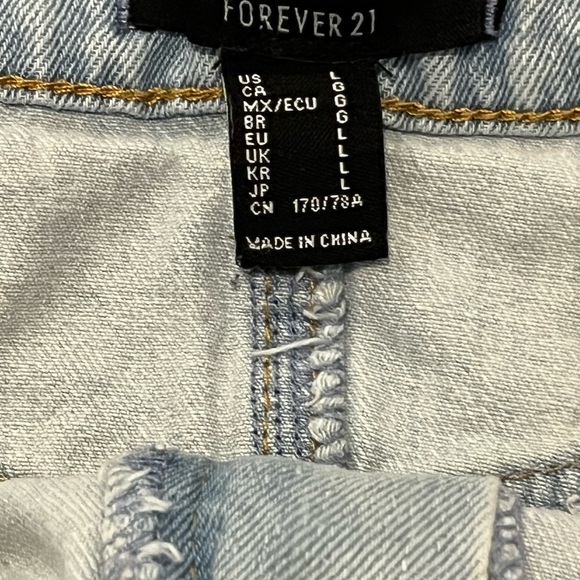 FOREVER 21
US L
CA G
MX/ECU G
BR G
EU L
UK L
KR L
JP L
CN 170/78A
MADE IN CHINA